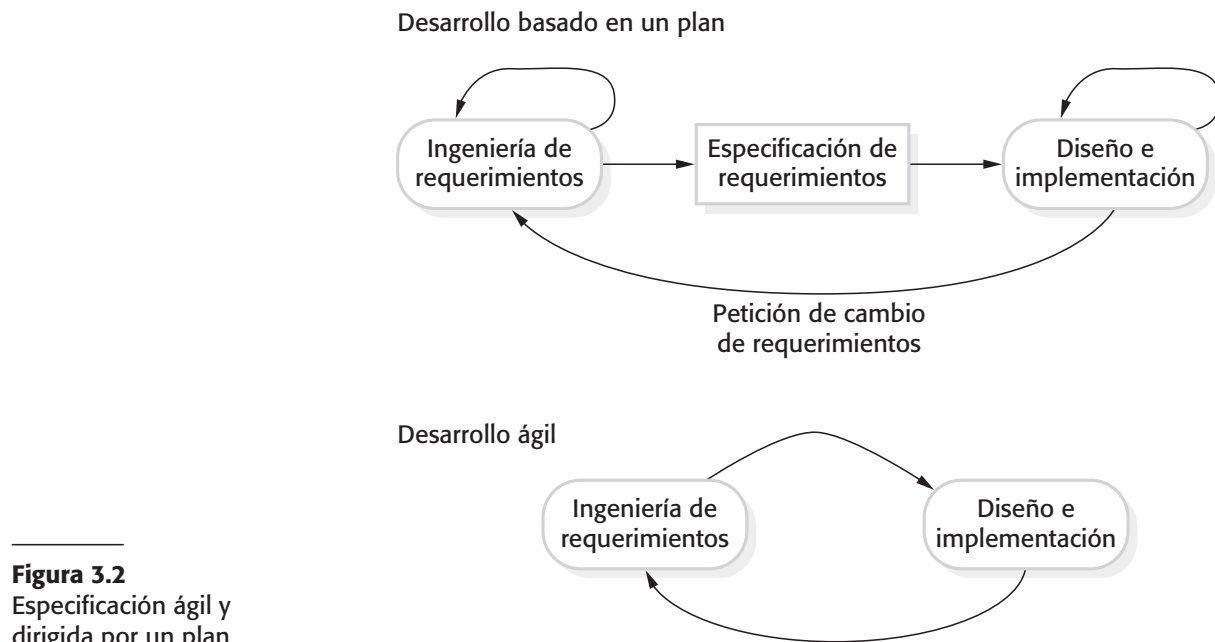 Desarrollo basado en un plan
Ingeniería de
requerimientos
Especificación de
requerimientos
Diseño e
implementación
Petición de cambio
de requerimientos
Desarrollo ágil
Ingeniería de
requerimientos
Diseño e
implementación
Figura 3.2
Especificación ágil y
dirigida por un plan